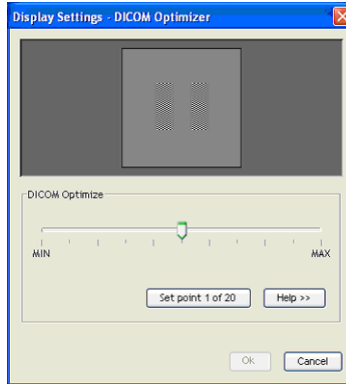 Display Settings - DICOM Optimizer
DICOM Optimize
MIN MAX
Set point 1 of 20 Help >>
Ok Cancel